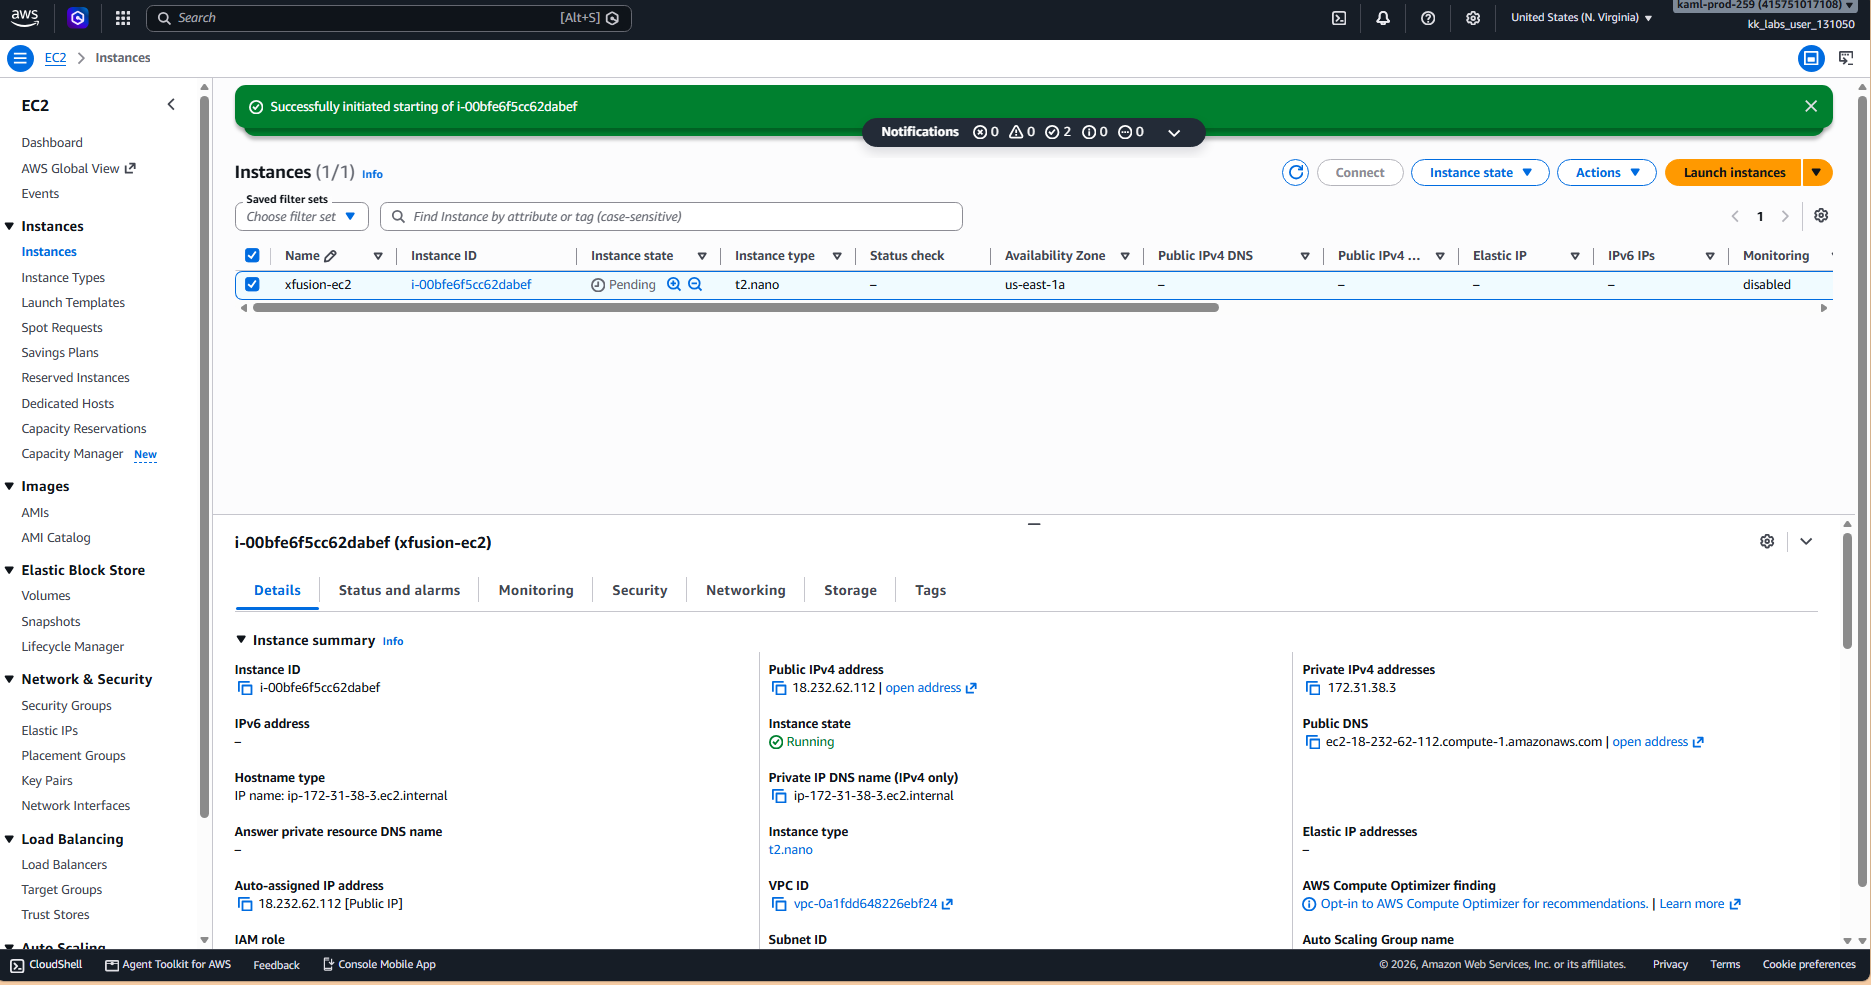 aws
Search [Alt+S]
United States (N. Virginia)
kaml-prod-259 (415751017108)
kk_labs_user_131050
EC2 Instances
EC2
Dashboard
AWS Global View
Events
Instances
Instances
Instance Types
Launch Templates
Spot Requests
Savings Plans
Reserved Instances
Dedicated Hosts
Capacity Reservations
Capacity Manager New
Images
AMIs
AMI Catalog
Elastic Block Store
Volumes
Snapshots
Lifecycle Manager
Network & Security
Security Groups
Elastic IPs
Placement Groups
Key Pairs
Network Interfaces
Load Balancing
Load Balancers
Target Groups
Trust Stores
Auto Scaling
Successfully initiated starting of i-00bfe6f5cc62dabef
Notifications 0 0 2 0 0
Instances (1/1) Info
Connect
Instance state
Actions
Launch instances
Saved filter sets
Choose filter set
Find Instance by attribute or tag (case-sensitive)
1
Name Instance ID Instance state Instance type Status check Availability Zone Public IPv4 DNS Public IPv4 ... Elastic IP IPv6 IPs Monitoring
xfusion-ec2 i-00bfe6f5cc62dabef Pending t2.nano – us-east-1a – – – – disabled
i-00bfe6f5cc62dabef (xfusion-ec2)
Details Status and alarms Monitoring Security Networking Storage Tags
Instance summary Info
Instance ID
i-00bfe6f5cc62dabef
Public IPv4 address
18.232.62.112 | open address
Private IPv4 addresses
172.31.38.3
IPv6 address
–
Instance state
Running
Public DNS
ec2-18-232-62-112.compute-1.amazonaws.com | open address
Hostname type
IP name: ip-172-31-38-3.ec2.internal
Private IP DNS name (IPv4 only)
ip-172-31-38-3.ec2.internal
Answer private resource DNS name
–
Instance type
t2.nano
Elastic IP addresses
–
Auto-assigned IP address
18.232.62.112 [Public IP]
VPC ID
vpc-0a1fdd648226ebf24
AWS Compute Optimizer finding
Opt-in to AWS Compute Optimizer for recommendations. | Learn more
IAM role
Subnet ID
Auto Scaling Group name
CloudShell Agent Toolkit for AWS Feedback Console Mobile App
© 2026, Amazon Web Services, Inc. or its affiliates. Privacy Terms Cookie preferences